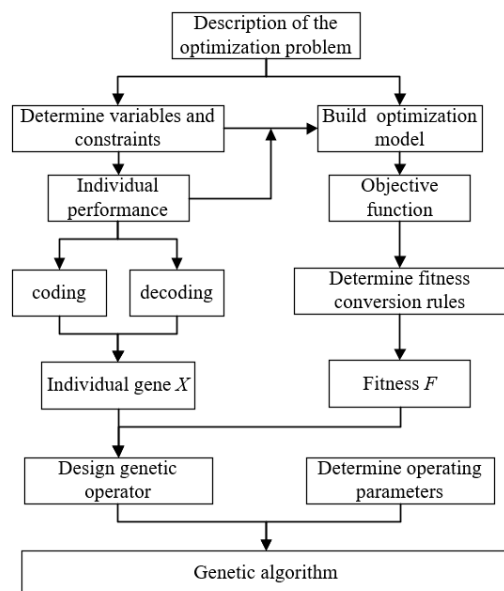 Description of the
optimization problem
Determine variables and
constraints
Build optimization
model
Individual
performance
Objective
function
coding
decoding
Determine fitness
conversion rules
Individual gene X
Fitness F
Design genetic
operator
Determine operating
parameters
Genetic algorithm